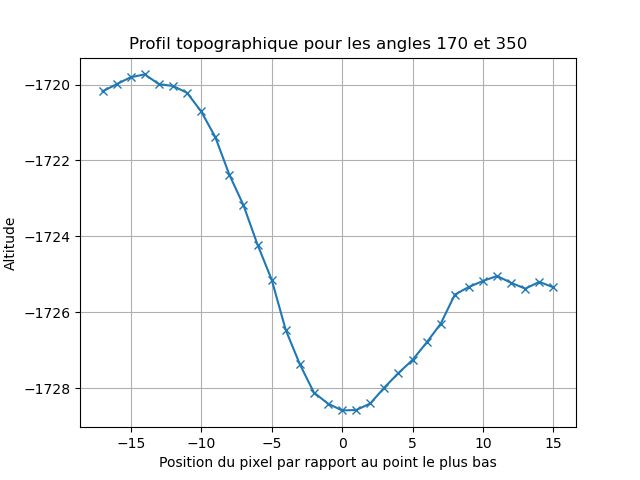 Profil topographique pour les angles 170 et 350
−1720
−1722
−1724
−1726
−1728
Altitude
−15 −10 −5 0 5 10 15
Position du pixel par rapport au point le plus bas